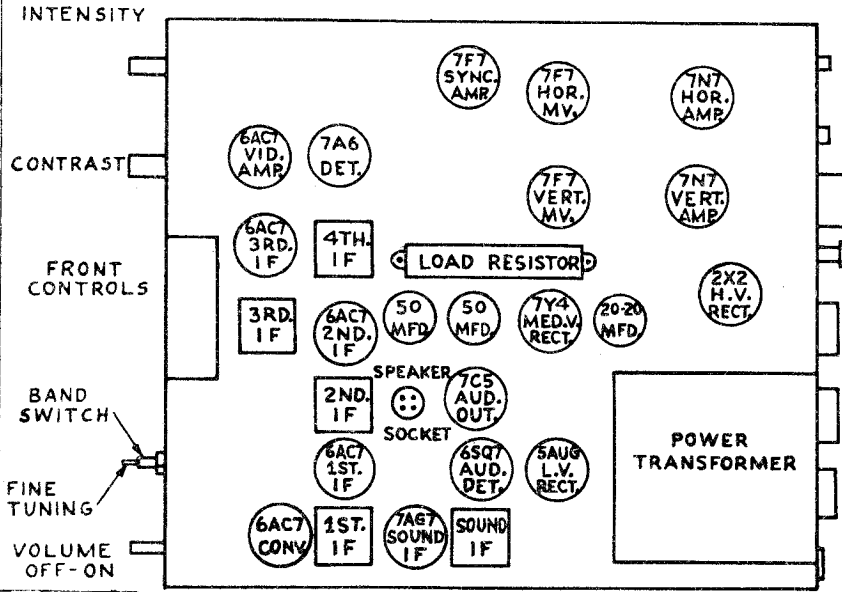 INTENSITY
CONTRAST
FRONT
CONTROLS
BAND
SWITCH
FINE
TUNING
VOLUME
OFF-ON
7F7
SYNC.
AMP.
7F7
HOR.
MV.
7N7
HOR.
AMP.
6AC7
VID.
AMP.
7A6
DET.
7F7
VERT.
MV.
7N7
VERT.
AMP.
6AC7
3RD.
IF
4TH.
IF
LOAD RESISTOR
2X2
H.V.
RECT.
3RD.
IF
6AC7
2ND.
IF
50
MFD.
50
MFD.
7Y4
MED.V.
RECT.
20-20
MFD.
SPEAKER
SOCKET
2ND.
IF
7C5
AUD.
OUT.
POWER
TRANSFORMER
6AC7
1ST.
IF
6SQ7
AUD.
DET.
5AUG
L.V.
RECT.
6AC7
CONV.
1ST.
IF
7AG7
SOUND
IF
SOUND
IF